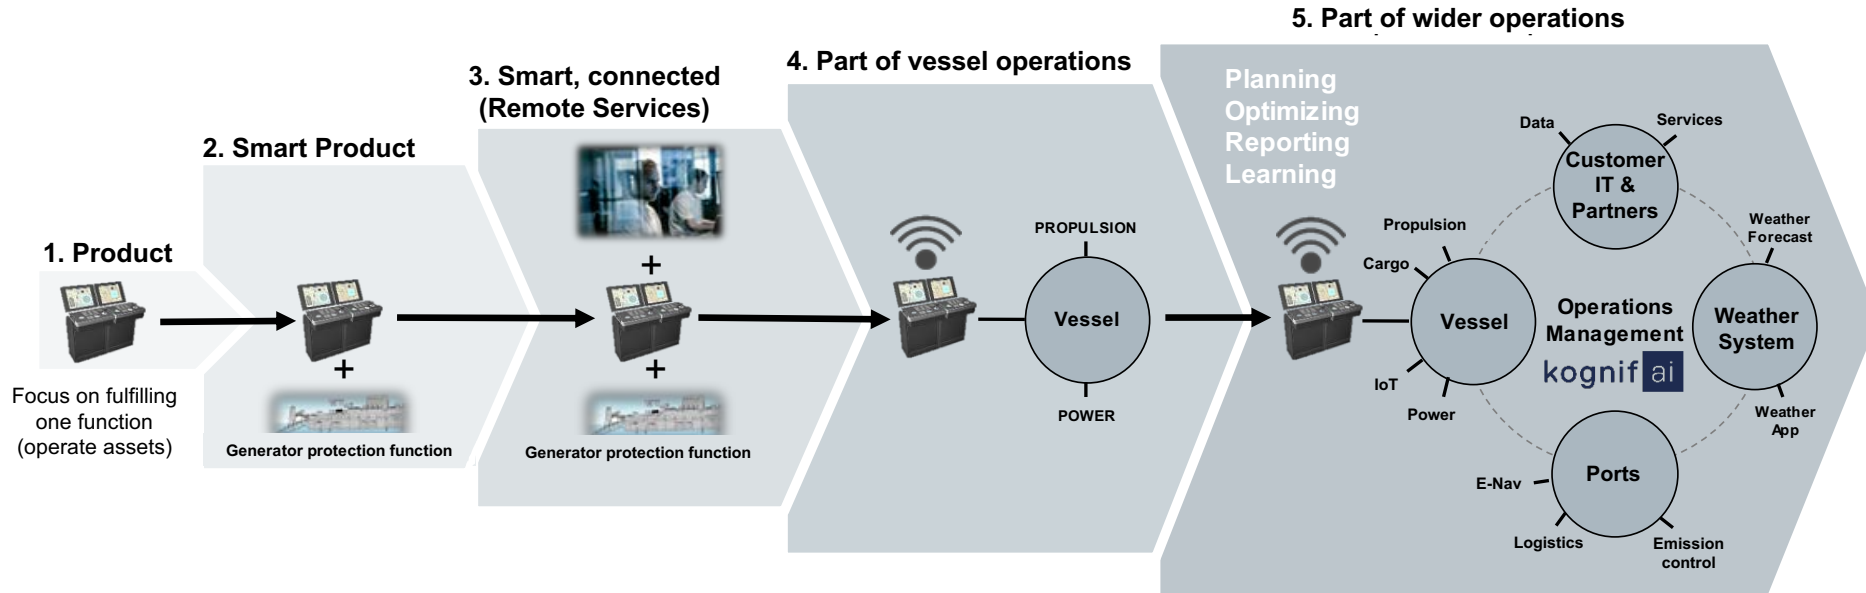 1. Product
Focus on fulfilling
one function
(operate assets)
2. Smart Product
+
Generator protection function
3. Smart, connected
(Remote Services)
+
+
Generator protection function
4. Part of vessel operations
PROPULSION
Vessel
POWER
5. Part of wider operations
Planning
Optimizing
Reporting
Learning
Data
Services
Customer
IT &
Partners
Propulsion
Cargo
Vessel
IoT
Power
Operations
Management
kognifai
Weather
Forecast
Weather
System
Weather
App
Ports
E-Nav
Logistics
Emission
control